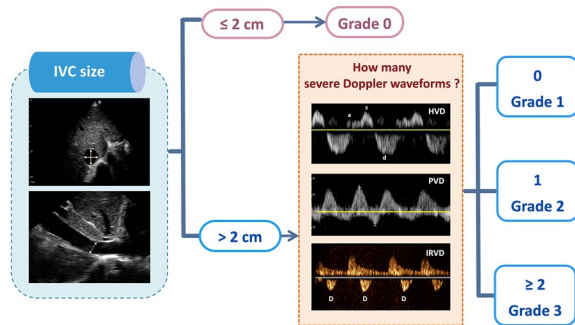 IVC size
≤ 2 cm
Grade 0
> 2 cm
How many
severe Doppler waveforms ?
HVD
a
s
d
PVD
IRVD
D
D
D
0
Grade 1
1
Grade 2
≥ 2
Grade 3